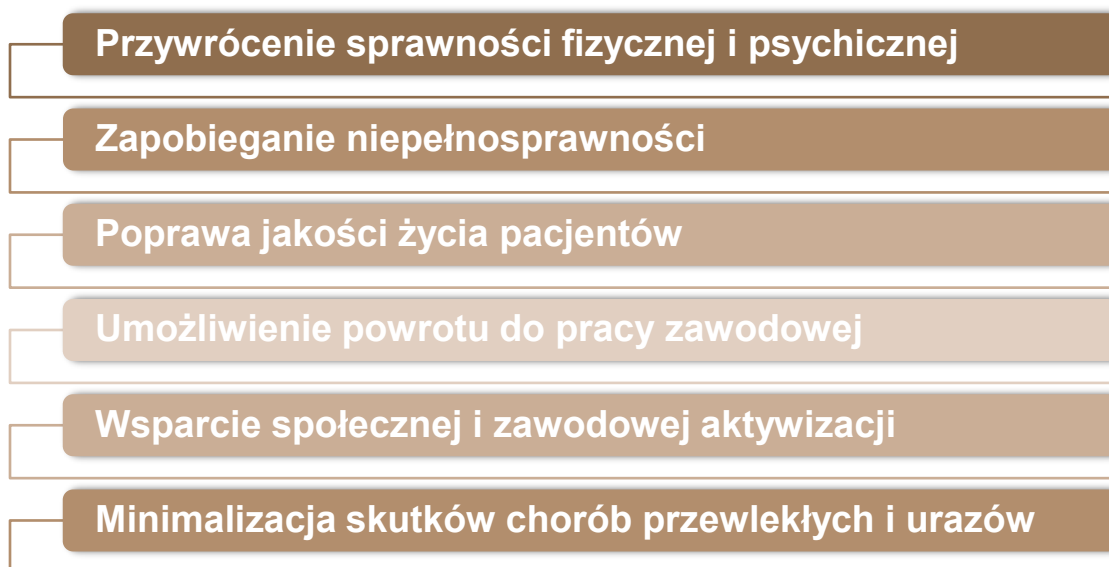 Przywrócenie sprawności fizycznej i psychicznej
Zapobieganie niepełnosprawności
Poprawa jakości życia pacjentów
Umożliwienie powrotu do pracy zawodowej
Wsparcie społecznej i zawodowej aktywizacji
Minimalizacja skutków chorób przewlekłych i urazów